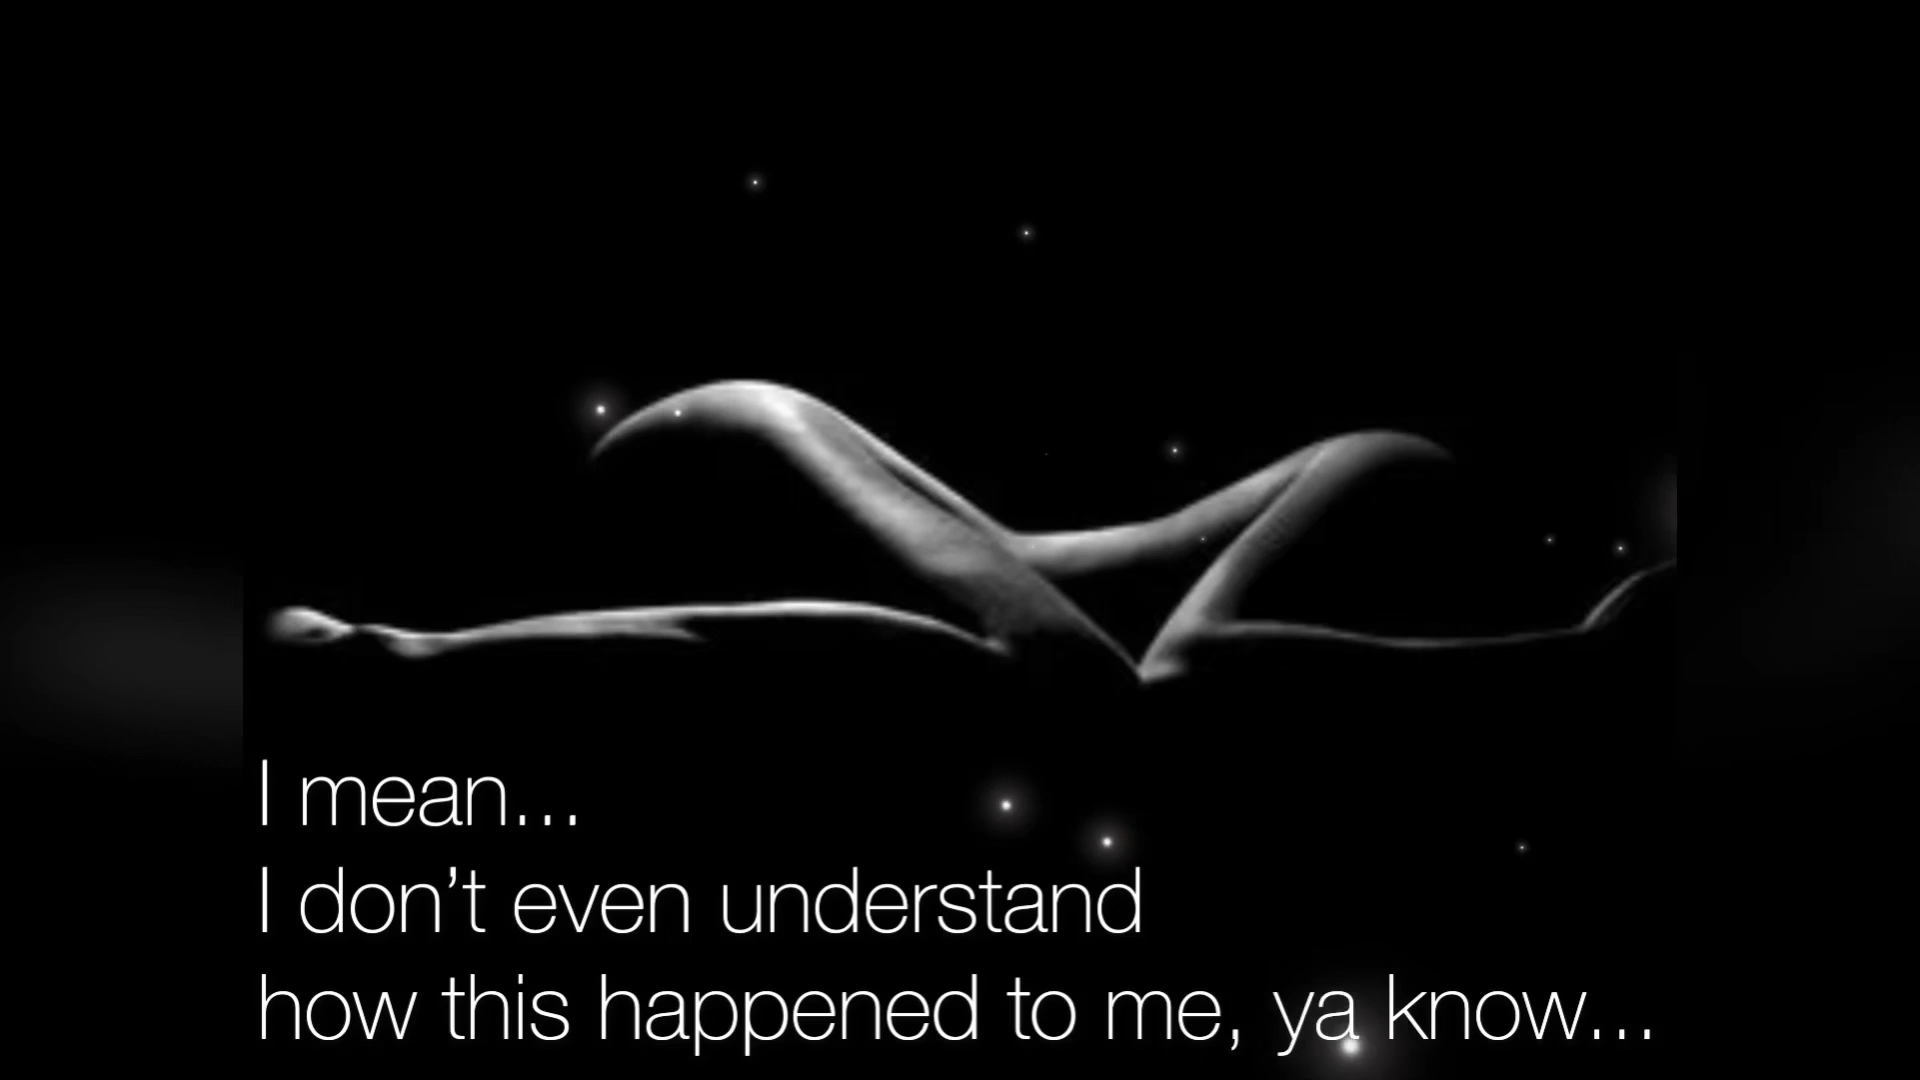 I mean...
I don’t even understand
how this happened to me, ya know...